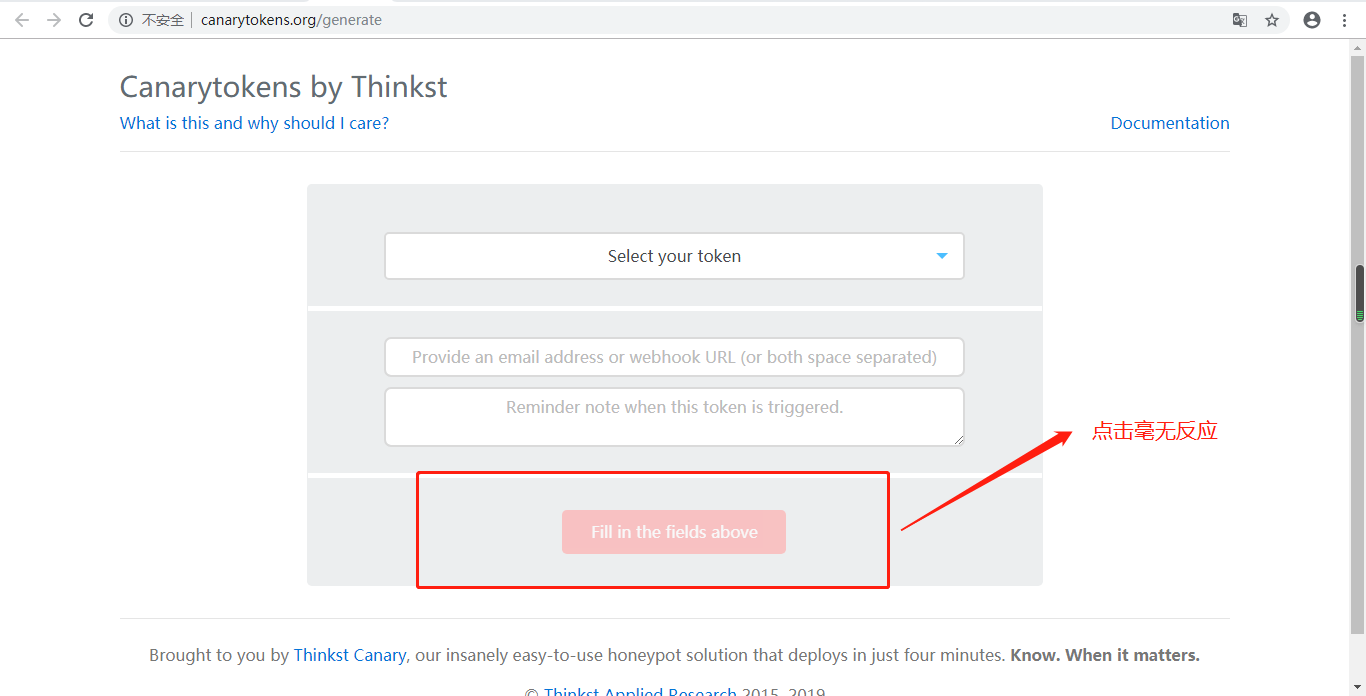 不安全 canarytokens.org/generate
Canarytokens by Thinkst
What is this and why should I care? Documentation
Select your token
Provide an email address or webhook URL (or both space separated)
Reminder note when this token is triggered.
点击毫无反应
Fill in the fields above
Brought to you by Thinkst Canary, our insanely easy-to-use honeypot solution that deploys in just four minutes. Know. When it matters.
© Thinkst Applied Research 2015–2019